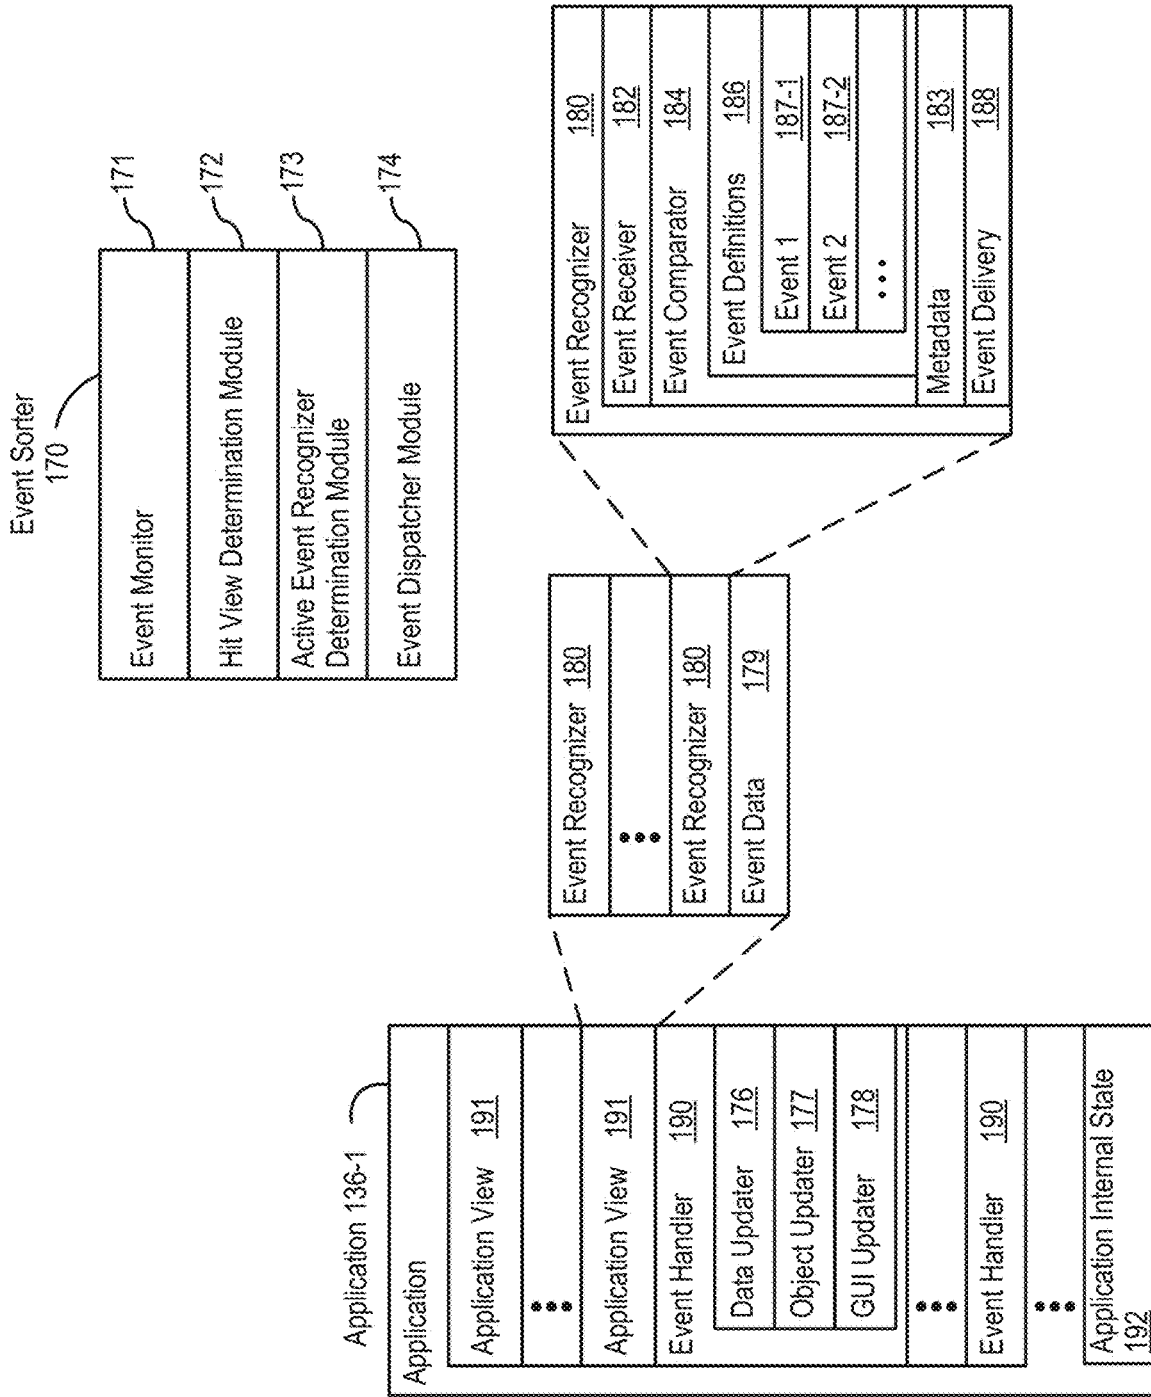 Event Sorter
170
Event Monitor
171
Hit View Determination Module
172
Active Event Recognizer
Determination Module
173
Event Dispatcher Module
174
Application 136-1
Application
Application View 191
•••
Application View 191
Event Handler 190
Data Updater 176
Object Updater 177
GUI Updater 178
•••
Event Handler 190
•••
Application Internal State
192
Event Recognizer 180
•••
Event Recognizer 180
Event Data 179
Event Recognizer 180
Event Receiver 182
Event Comparator 184
Event Definitions 186
Event 1 187-1
Event 2 187-2
•••
Metadata 183
Event Delivery 188